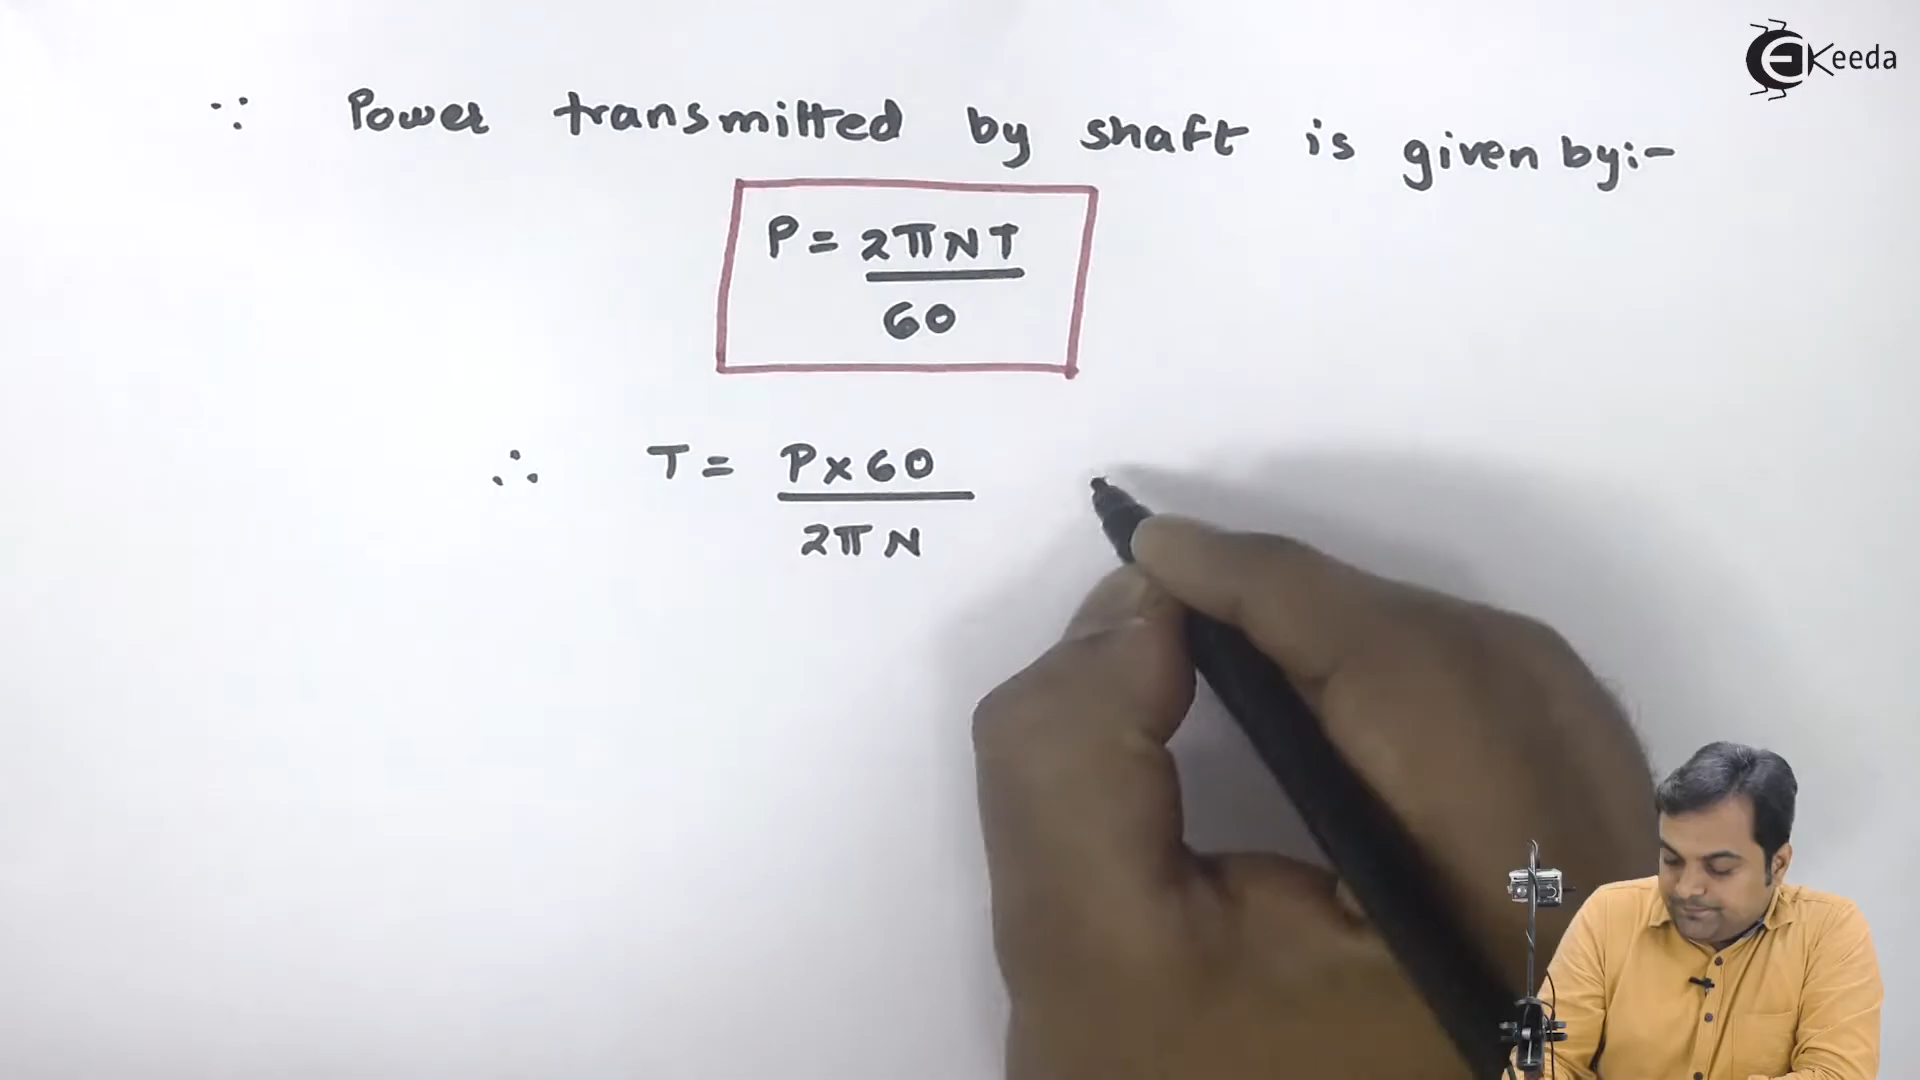 EKeeda
∵ Power transmitted by shaft is given by:-
P = 2πNT
60
∴ T = P×60
2πN